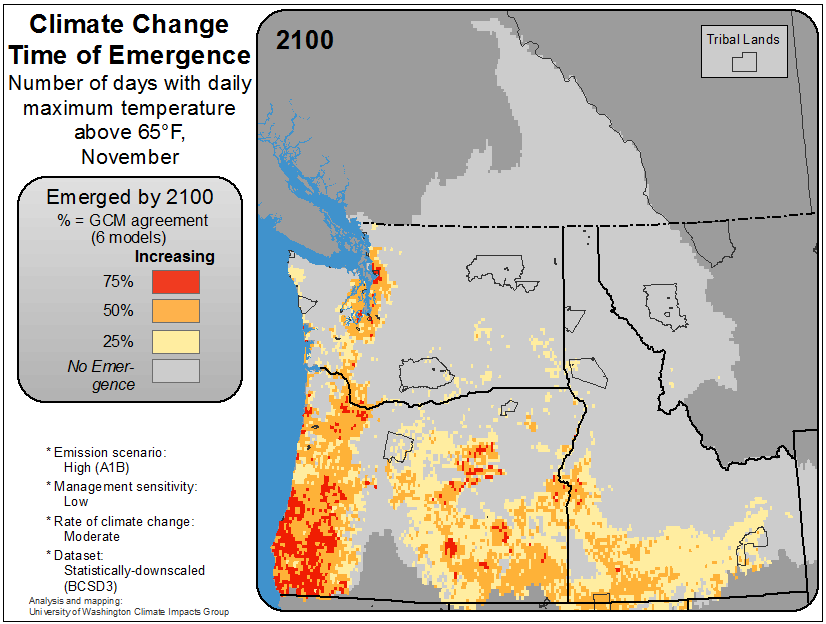 Climate Change
Time of Emergence
Number of days with daily
maximum temperature
above 65°F,
November
Emerged by 2100
% = GCM agreement
(6 models)
Increasing
75%
50%
25%
No Emer-
gence
* Emission scenario:
High (A1B)
* Management sensitivity:
Low
* Rate of climate change:
Moderate
* Dataset:
Statistically-downscaled
(BCSD3)
Analysis and mapping:
University of Washington Climate Impacts Group
2100
Tribal Lands